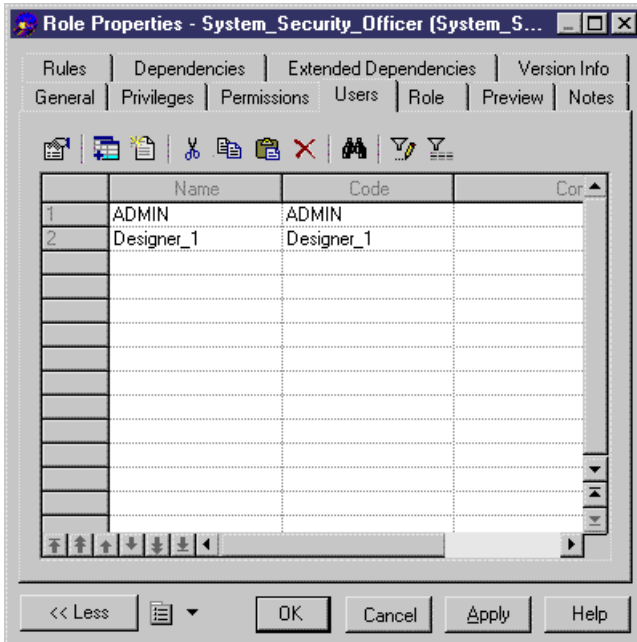 Role Properties - System_Security_Officer (System_S...
Rules Dependencies Extended Dependencies Version Info
General Privileges Permissions Users Role Preview Notes
Name Code Cor
1 ADMIN ADMIN
2 Designer_1 Designer_1
<< Less OK Cancel Apply Help